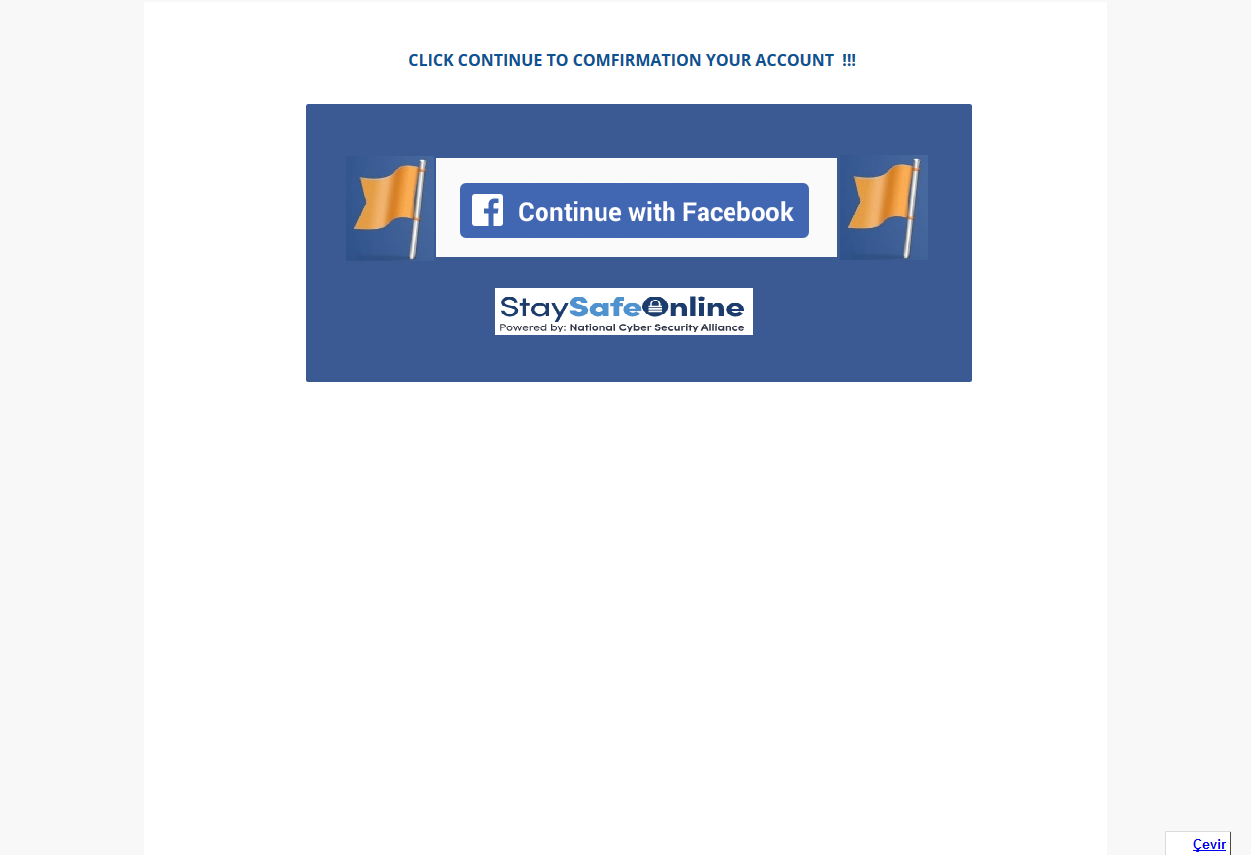 CLICK CONTINUE TO COMFIRMATION YOUR ACCOUNT !!!
Continue with Facebook
StaySafeOnline
Powered by: National Cyber Security Alliance
Çevir